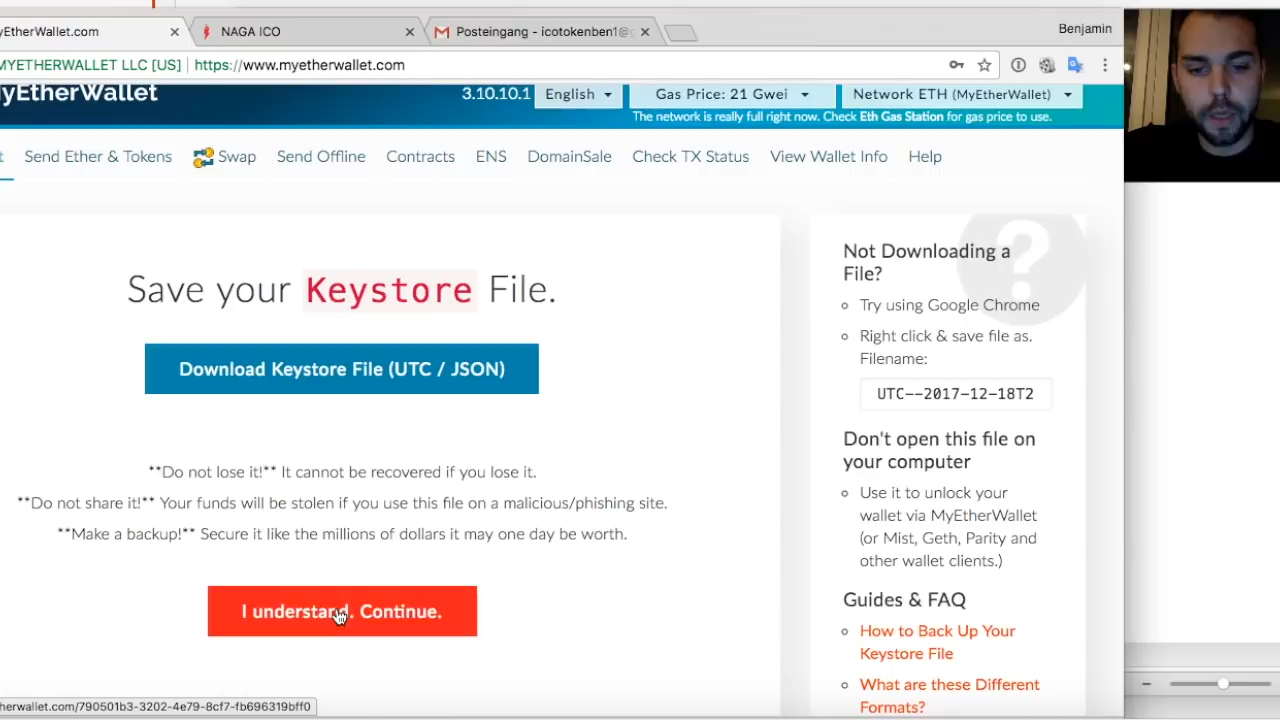 yEtherWallet.com
NAGA ICO
Posteingang - icotokenben1@g
Benjamin
MYETHERWALLET LLC [US]
https://www.myetherwallet.com
yEtherWallet
3.10.10.1
English
Gas Price: 21 Gwei
Network ETH (MyEtherWallet)
The network is really full right now. Check Eth Gas Station for gas price to use.
t
Send Ether & Tokens
Swap
Send Offline
Contracts
ENS
DomainSale
Check TX Status
View Wallet Info
Help
Save your Keystore File.
Download Keystore File (UTC / JSON)
**Do not lose it!** It cannot be recovered if you lose it.
**Do not share it!** Your funds will be stolen if you use this file on a malicious/phishing site.
**Make a backup!** Secure it like the millions of dollars it may one day be worth.
I understand. Continue.
Not Downloading a
File?
Try using Google Chrome
Right click & save file as.
Filename:
UTC--2017-12-18T2
Don't open this file on
your computer
Use it to unlock your
wallet via MyEtherWallet
(or Mist, Geth, Parity and
other wallet clients.)
Guides & FAQ
How to Back Up Your
Keystore File
What are these Different
Formats?
herwallet.com/790501b3-3202-4e79-8cf7-fb696319bff0